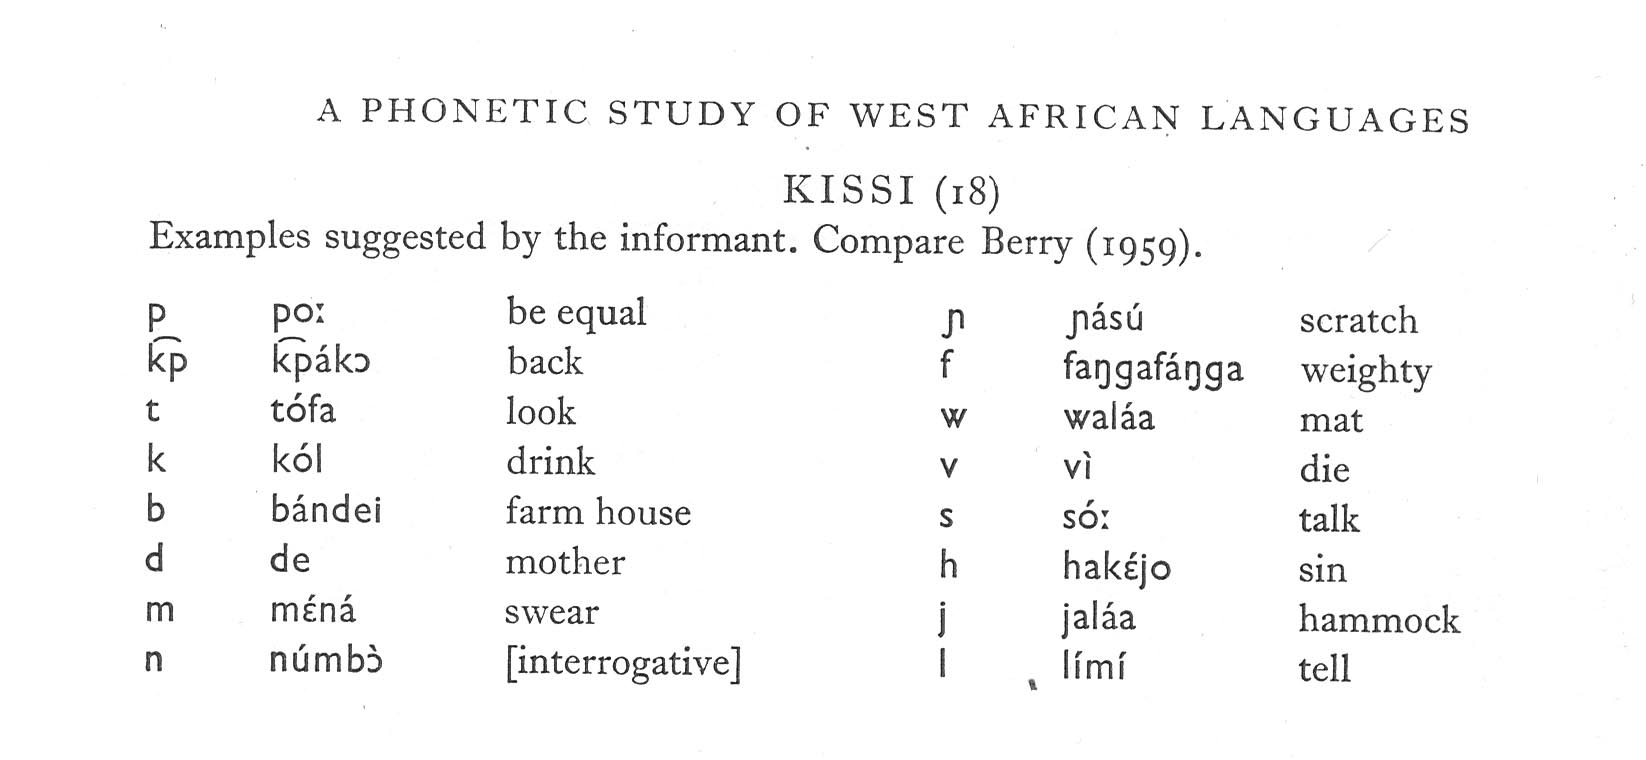 A PHONETIC STUDY OF WEST AFRICAN LANGUAGES
KISSI (18)
Examples suggested by the informant. Compare Berry (1959).
p poː be equal
k͡p k͡pákɔ back
t tófa look
k kól drink
b bándei farm house
d de mother
m mɛ́ná swear
n númbɔ̀ [interrogative]
ɲ ɲású scratch
f faŋgafáŋga weighty
w waláa mat
v vì die
s sóː talk
h hakɛ́jo sin
j jaláa hammock
l límí tell